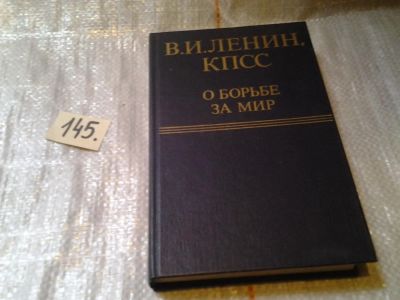 В.И.ЛЕНИН,
КПСС
О БОРЬБЕ
ЗА МИР
145.